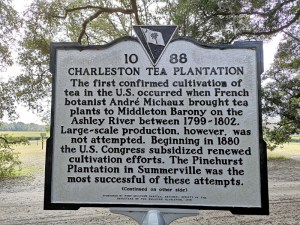 10 88
CHARLESTON TEA PLANTATION
The first confirmed cultivation of
tea in the U.S. occurred when French
botanist André Michaux brought tea
plants to Middleton Barony on the
Ashley River between 1799-1802.
Large-scale production, however, was
not attempted. Beginning in 1880
the U.S. Congress subsidized renewed
cultivation efforts. The Pinehurst
Plantation in Summerville was the
most successful of these attempts.
(Continued on other side)